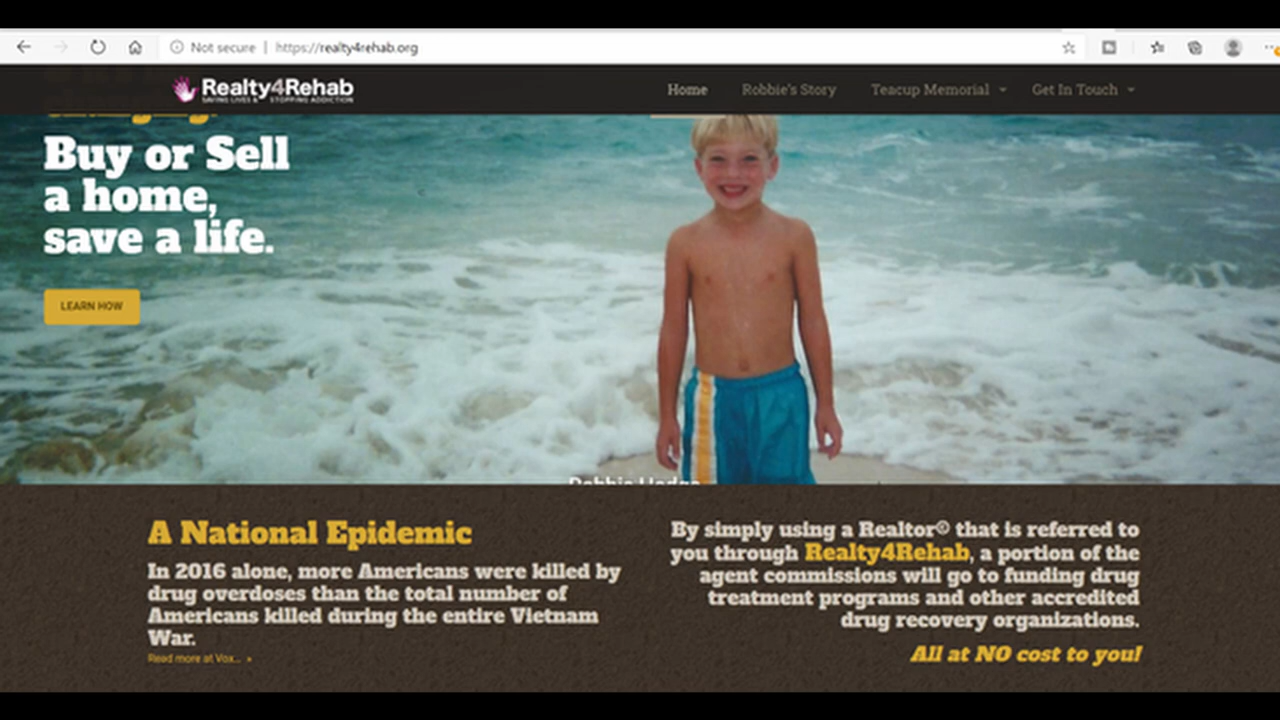 Not secure | https://realty4rehab.org
Realty4Rehab
SAVING LIVES & STOPPING ADDICTION
Home Robbie's Story Teacup Memorial Get In Touch
Buy or Sell
a home,
save a life.
LEARN HOW
A National Epidemic
In 2016 alone, more Americans were killed by
drug overdoses than the total number of
Americans killed during the entire Vietnam
War.
Read more at Vox... »
By simply using a Realtor® that is referred to
you through Realty4Rehab, a portion of the
agent commissions will go to funding drug
treatment programs and other accredited
drug recovery organizations.
All at NO cost to you!